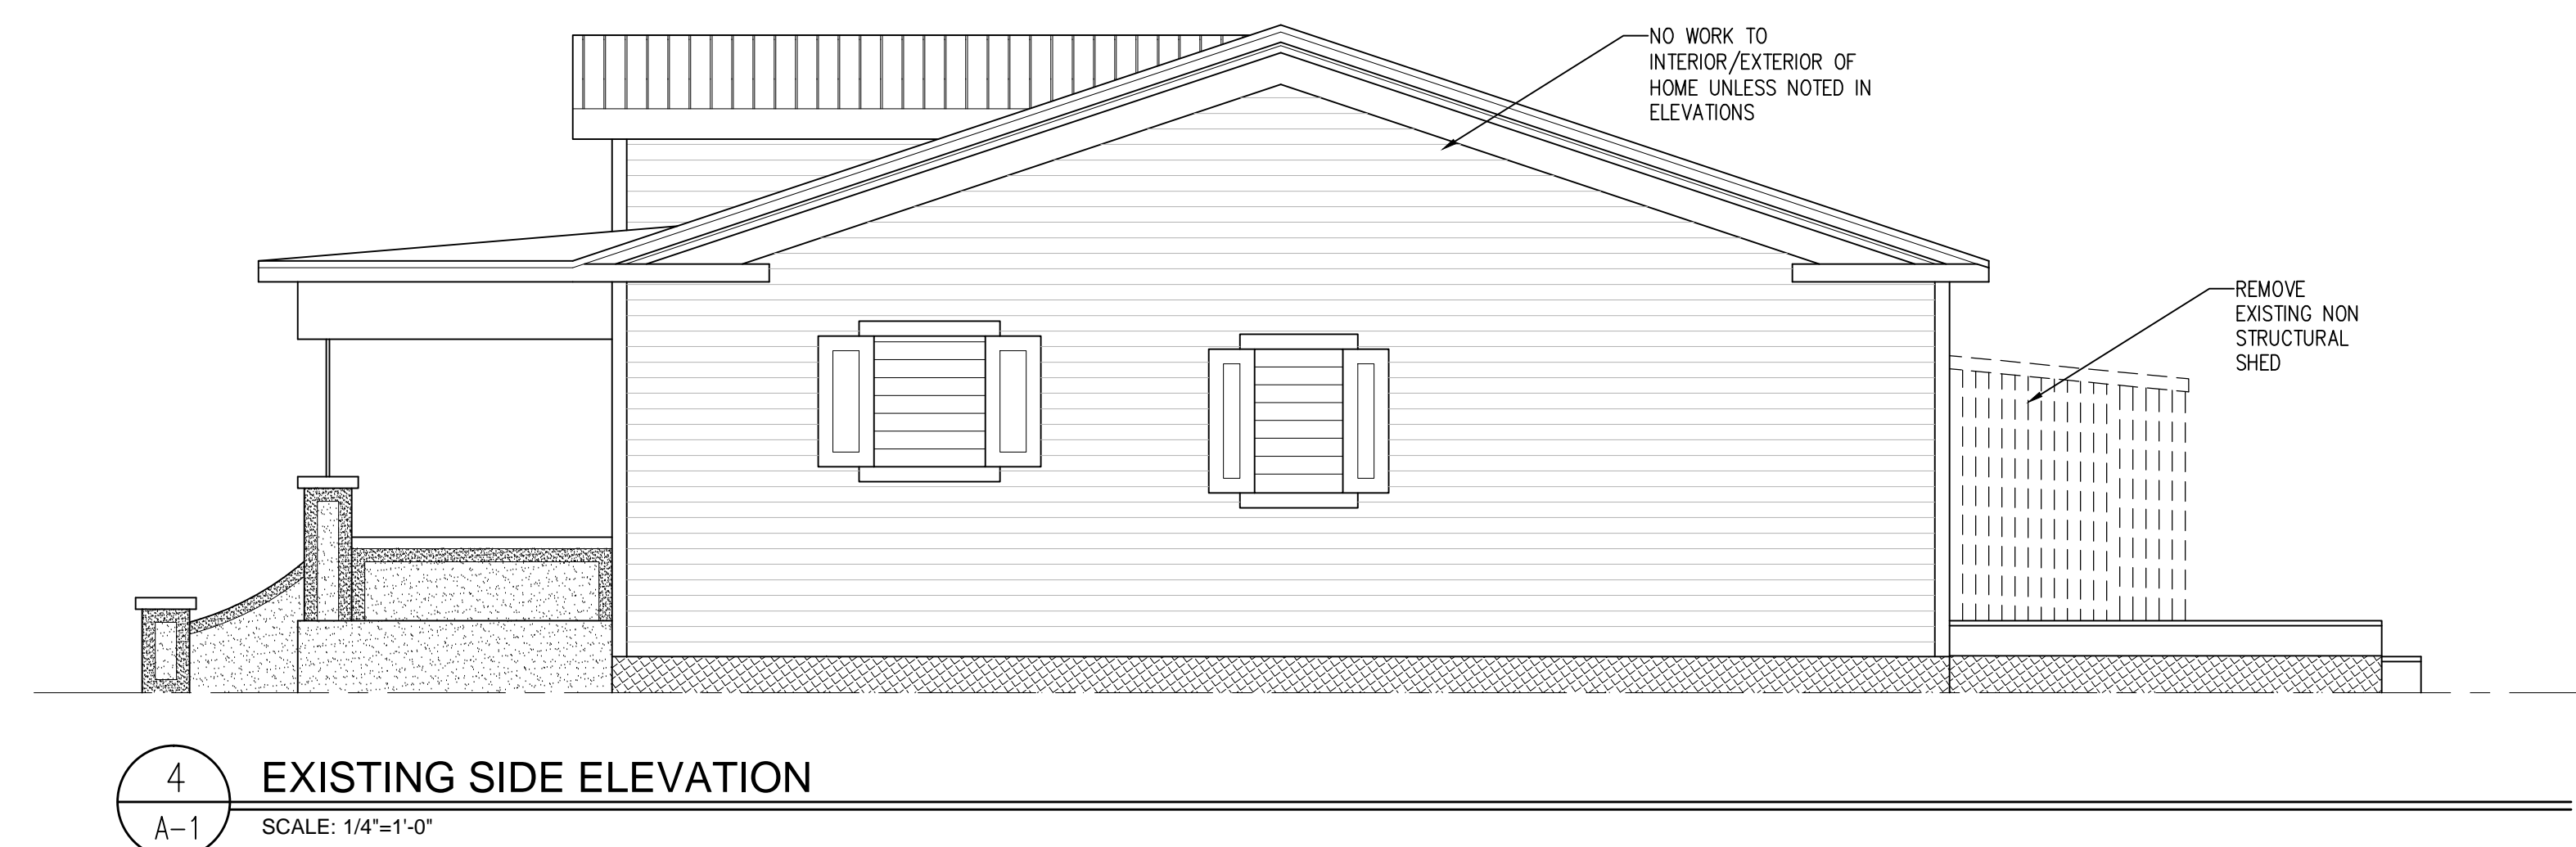 NO WORK TO
INTERIOR/EXTERIOR OF
HOME UNLESS NOTED IN
ELEVATIONS
REMOVE
EXISTING NON
STRUCTURAL
SHED
4
A-1
EXISTING SIDE ELEVATION
SCALE: 1/4"=1'-0"